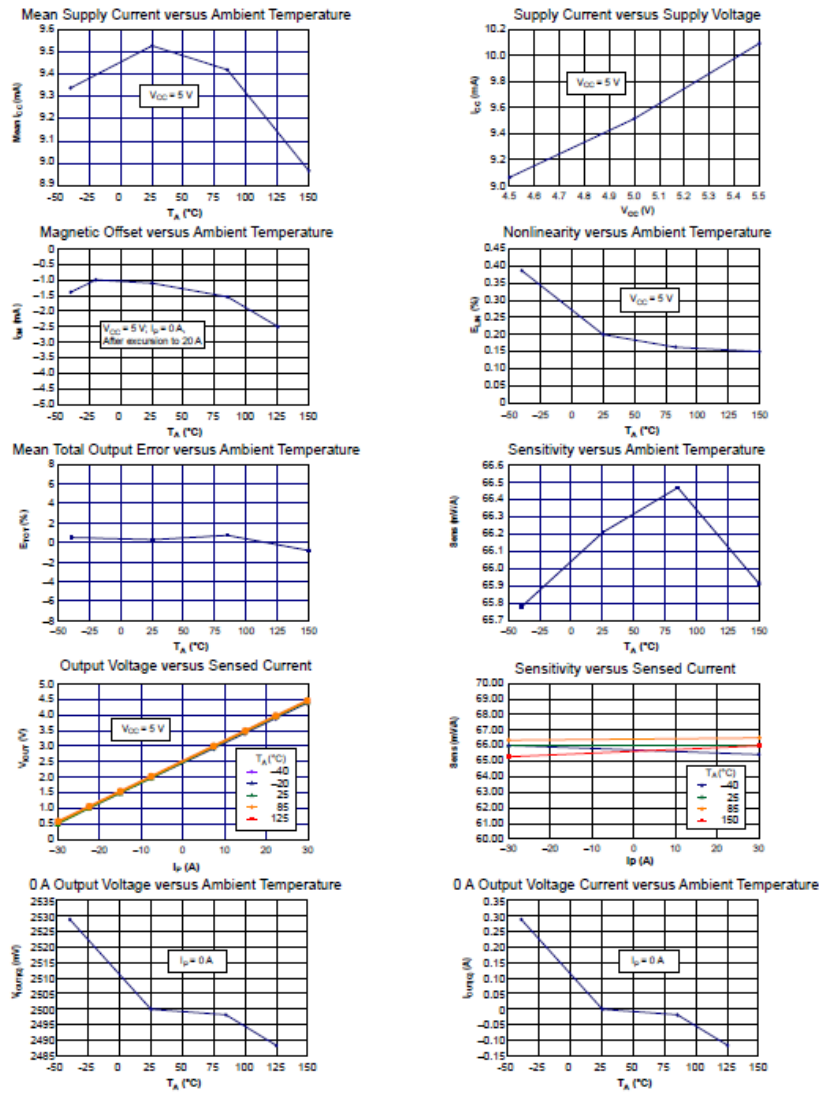 Mean Supply Current versus Ambient Temperature
Mean I_CC (mA)
9.6
9.5
9.4
9.3
9.2
9.1
9.0
8.9
V_CC = 5 V
–50 –25 0 25 50 75 100 125 150
T_A (°C)
Supply Current versus Supply Voltage
I_CC (mA)
10.2
10.0
9.8
9.6
9.4
9.2
9.0
V_CC = 5 V
4.5 4.6 4.7 4.8 4.9 5.0 5.1 5.2 5.3 5.4 5.5
V_CC (V)
Magnetic Offset versus Ambient Temperature
I_OM (mA)
0
–0.5
–1.0
–1.5
–2.0
–2.5
–3.0
–3.5
–4.0
–4.5
–5.0
V_CC = 5 V; I_P = 0 A,
After excursion to 20 A
–50 –25 0 25 50 75 100 125 150
T_A (°C)
Nonlinearity versus Ambient Temperature
E_LIN (%)
0.45
0.40
0.35
0.30
0.25
0.20
0.15
0.10
0.05
0
V_CC = 5 V
–50 –25 0 25 50 75 100 125 150
T_A (°C)
Mean Total Output Error versus Ambient Temperature
E_TOT (%)
8
6
4
2
0
–2
–4
–6
–8
–50 –25 0 25 50 75 100 125 150
T_A (°C)
Sensitivity versus Ambient Temperature
Sens (mV/A)
66.6
66.5
66.4
66.3
66.2
66.1
66.0
65.9
65.8
65.7
–50 –25 0 25 50 75 100 125 150
T_A (°C)
Output Voltage versus Sensed Current
V_IOUT (V)
5.0
4.5
4.0
3.5
3.0
2.5
2.0
1.5
1.0
0.5
0
V_CC = 5 V
T_A (°C)
–40
–20
25
85
125
–30 –20 –10 0 10 20 30
I_P (A)
Sensitivity versus Sensed Current
Sens (mV/A)
70.00
69.00
68.00
67.00
66.00
65.00
64.00
63.00
62.00
61.00
60.00
T_A (°C)
–40
25
85
150
–30 –20 –10 0 10 20 30
Ip (A)
0 A Output Voltage versus Ambient Temperature
V_IOUT(Q) (mV)
2535
2530
2525
2520
2515
2510
2505
2500
2495
2490
2485
I_P = 0 A
–50 –25 0 25 50 75 100 125 150
T_A (°C)
0 A Output Voltage Current versus Ambient Temperature
I_OUT(Q) (A)
0.35
0.30
0.25
0.20
0.15
0.10
0.05
0
–0.05
–0.10
–0.15
I_P = 0 A
–50 –25 0 25 50 75 100 125 150
T_A (°C)